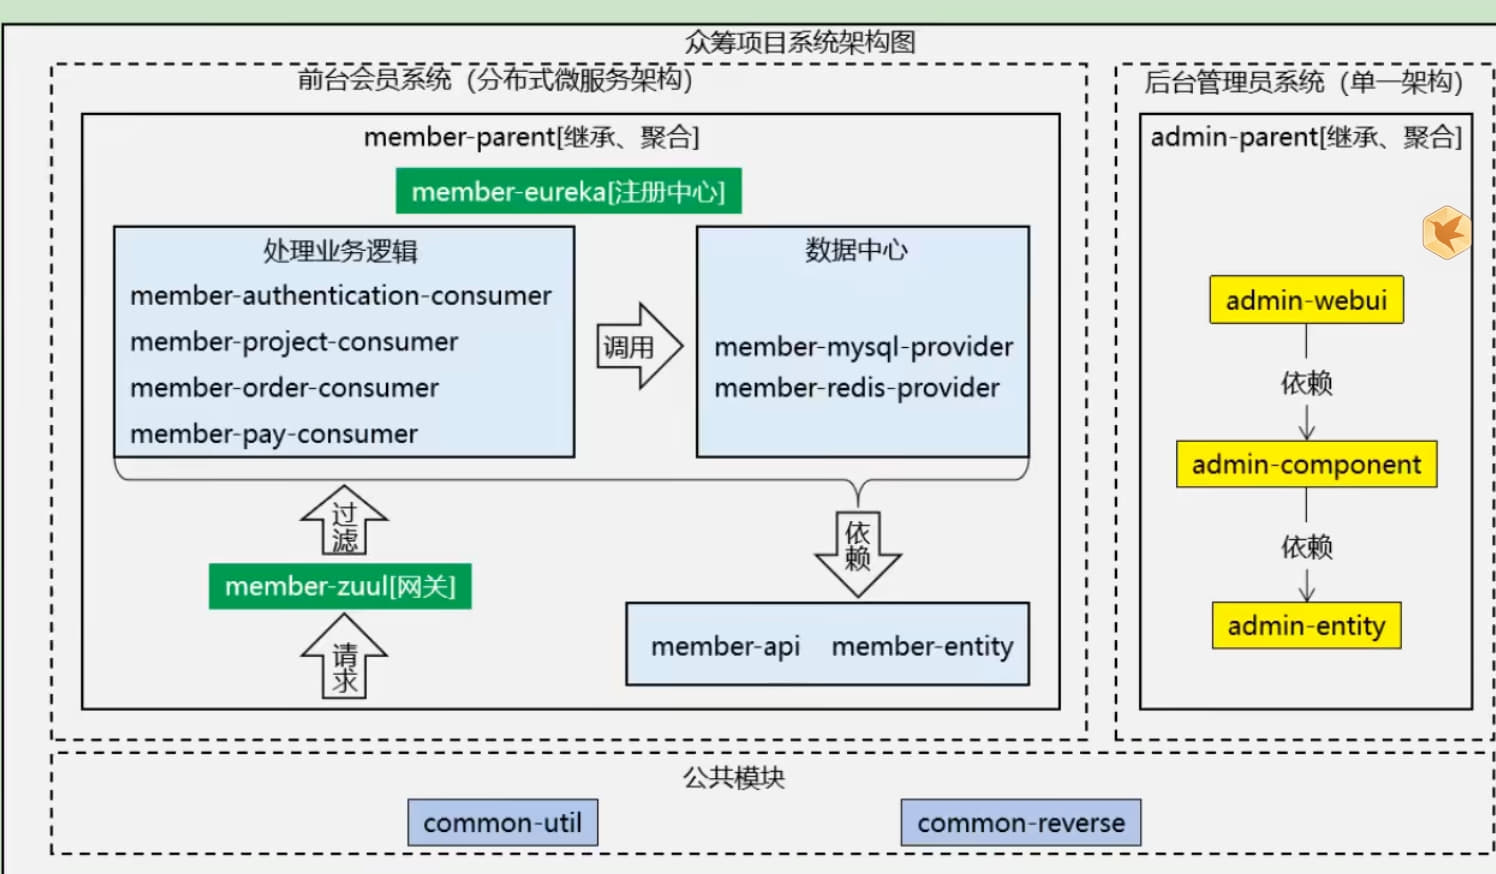 众筹项目系统架构图
前台会员系统（分布式微服务架构）
member-parent[继承、聚合]
member-eureka[注册中心]
处理业务逻辑
member-authentication-consumer
member-project-consumer
member-order-consumer
member-pay-consumer
调用
数据中心
member-mysql-provider
member-redis-provider
过滤
member-zuul[网关]
请求
依赖
member-api member-entity
后台管理员系统（单一架构）
admin-parent[继承、聚合]
admin-webui
依赖
admin-component
依赖
admin-entity
公共模块
common-util
common-reverse